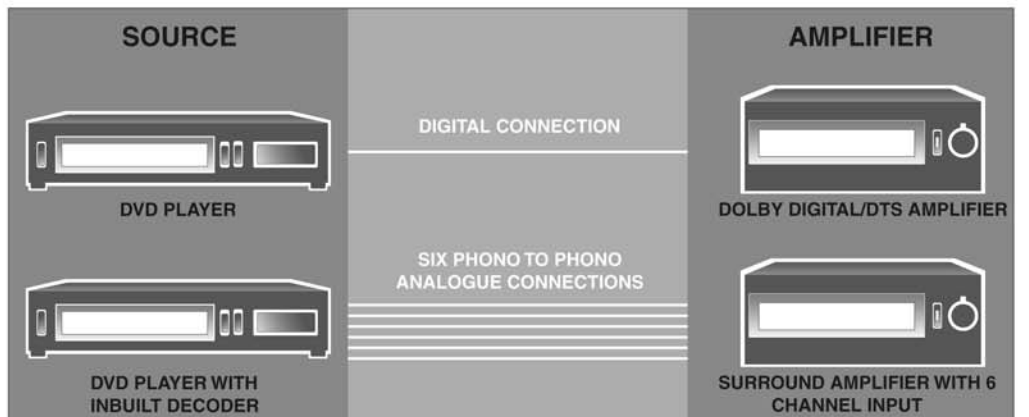 SOURCE
AMPLIFIER
DIGITAL CONNECTION
DVD PLAYER
DOLBY DIGITAL/DTS AMPLIFIER
SIX PHONO TO PHONO
ANALOGUE CONNECTIONS
DVD PLAYER WITH
INBUILT DECODER
SURROUND AMPLIFIER WITH 6
CHANNEL INPUT